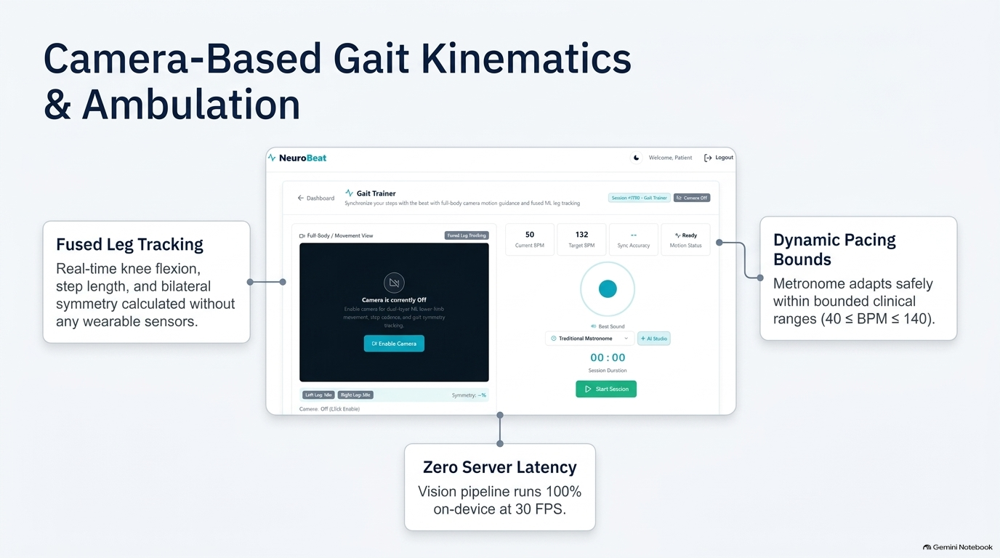 Camera-Based Gait Kinematics
& Ambulation
NeuroBeat
Welcome, Patient
Logout
Dashboard
Gait Trainer
Synchronize your steps with the beat with full-body camera motion guidance and fused ML leg tracking
Session #7TR0 - Gait Trainer
Camera Off
Full-Body / Movement View
Fused Leg Tracking
Camera is currently Off
Enable camera for dual-layer ML lower-limb
movement, step cadence, and gait symmetry
tracking.
Enable Camera
Left Leg: Idle
Right Leg: Idle
Symmetry: --%
Camera: Off (Click Enable)
50
Current BPM
132
Target BPM
--
Sync Accuracy
Ready
Motion Status
Beat Sound
Traditional Mstronome
+ AI Studio
00:00
Session Duration
Start Session
Fused Leg Tracking
Real-time knee flexion,
step length, and bilateral
symmetry calculated without
any wearable sensors.
Dynamic Pacing
Bounds
Metronome adapts safely
within bounded clinical
ranges (40 ≤ BPM ≤ 140).
Zero Server Latency
Vision pipeline runs 100%
on-device at 30 FPS.
Gemini Notebook